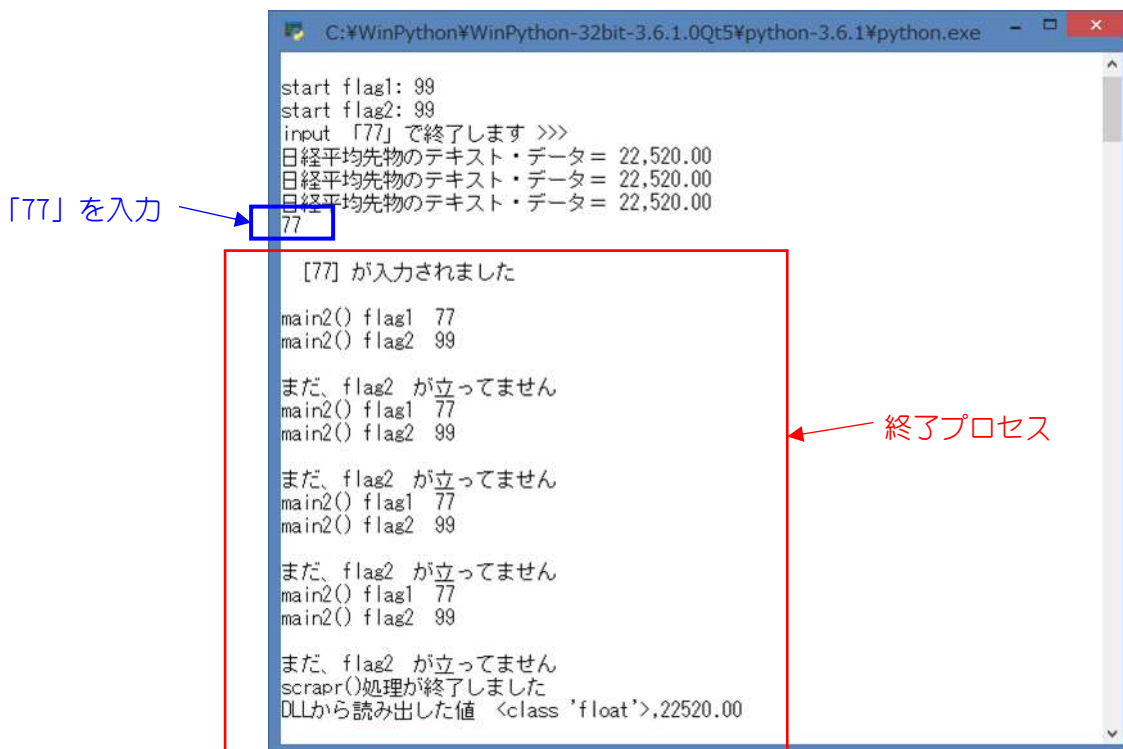 C:¥WinPython¥WinPython-32bit-3.6.1.0Qt5¥python-3.6.1¥python.exe
start flag1: 99
start flag2: 99
input 「77」で終了します >>>
日経平均先物のテキスト・データ＝ 22,520.00
日経平均先物のテキスト・データ＝ 22,520.00
日経平均先物のテキスト・データ＝ 22,520.00
「77」を入力
77
[77] が入力されました
main2() flag1 77
main2() flag2 99
まだ、flag2 が立ってません
main2() flag1 77
main2() flag2 99
まだ、flag2 が立ってません
main2() flag1 77
main2() flag2 99
まだ、flag2 が立ってません
main2() flag1 77
main2() flag2 99
まだ、flag2 が立ってません
scrapr()処理が終了しました
DLLから読み出した値 <class 'float'>,22520.00
終了プロセス